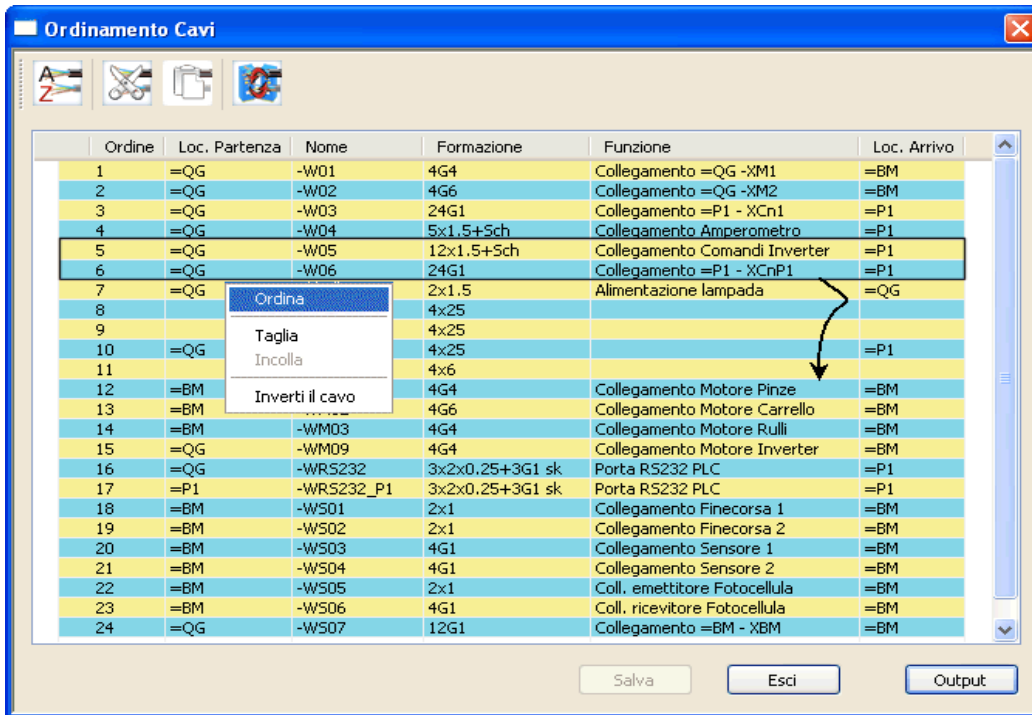 Ordinamento Cavi
A
Z
Ordine Loc. Partenza Nome Formazione Funzione Loc. Arrivo
1 =QG -W01 4G4 Collegamento =QG -XM1 =BM
2 =QG -W02 4G6 Collegamento =QG -XM2 =BM
3 =QG -W03 24G1 Collegamento =P1 - XCn1 =P1
4 =QG -W04 5x1.5+Sch Collegamento Amperometro =P1
5 =QG -W05 12x1.5+Sch Collegamento Comandi Inverter =P1
6 =QG -W06 24G1 Collegamento =P1 - XCnP1 =P1
7 =QG 2x1.5 Alimentazione lampada =QG
8 4x25
9 4x25
10 =QG 4x25 =P1
11 4x6
12 =BM 4G4 Collegamento Motore Pinze =BM
13 =BM 4G6 Collegamento Motore Carrello =BM
14 =BM -WM03 4G4 Collegamento Motore Rulli =BM
15 =QG -WM09 4G4 Collegamento Motore Inverter =BM
16 =QG -WRS232 3x2x0.25+3G1 sk Porta RS232 PLC =P1
17 =P1 -WRS232_P1 3x2x0.25+3G1 sk Porta RS232 PLC =P1
18 =BM -WS01 2x1 Collegamento Finecorsa 1 =BM
19 =BM -WS02 2x1 Collegamento Finecorsa 2 =BM
20 =BM -WS03 4G1 Collegamento Sensore 1 =BM
21 =BM -WS04 4G1 Collegamento Sensore 2 =BM
22 =BM -WS05 2x1 Coll. emettitore Fotocellula =BM
23 =BM -WS06 4G1 Coll. ricevitore Fotocellula =BM
24 =QG -WS07 12G1 Collegamento =BM - XBM =BM
Ordina
Taglia
Incolla
Inverti il cavo
Salva Esci Output